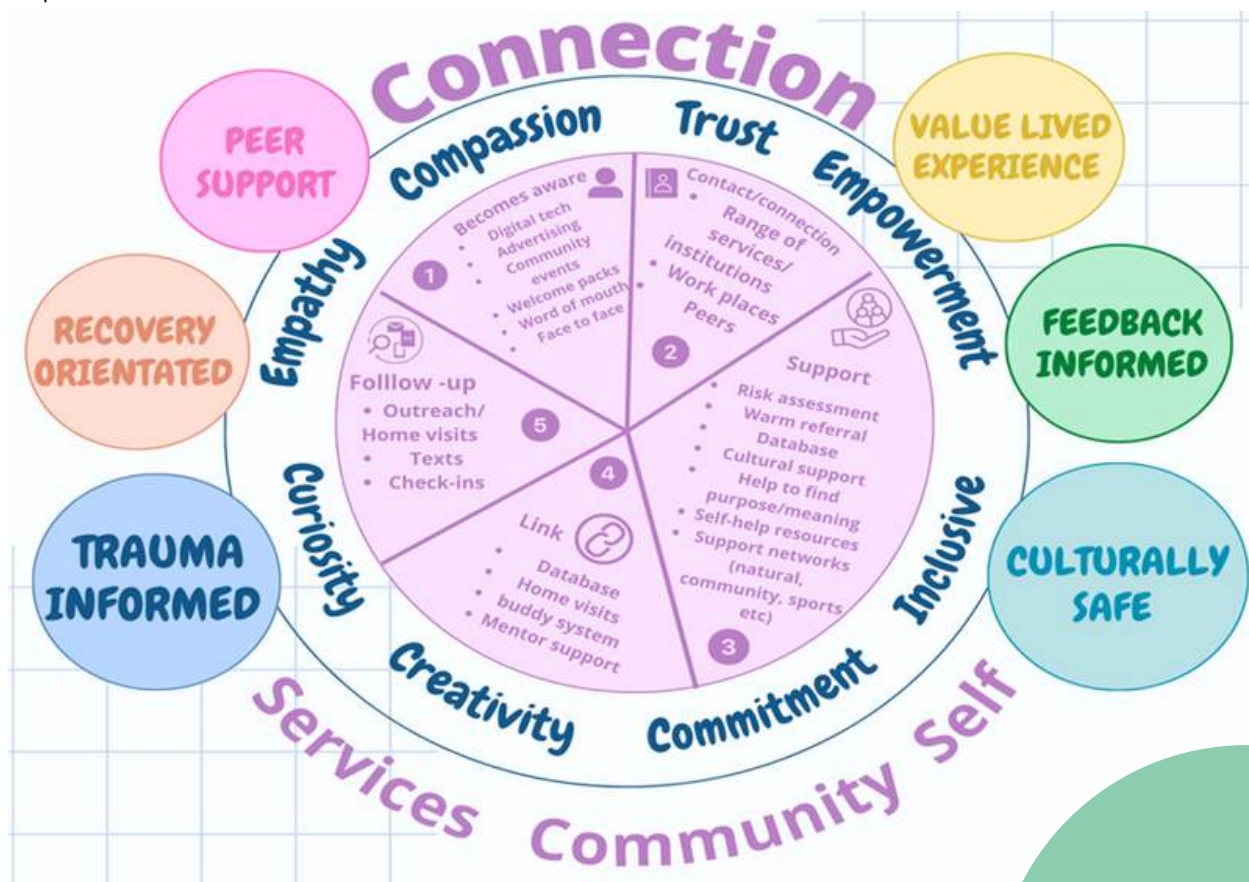 Connection
PEER
SUPPORT
RECOVERY
ORIENTATED
TRAUMA
INFORMED
VALUE LIVED
EXPERIENCE
FEEDBACK
INFORMED
CULTURALLY
SAFE
Empathy
Compassion
Trust
Empowerment
Inclusive
Commitment
Creativity
Curiosity
1
Becomes aware
• Digital tech
• Advertising
• Community
events
• Welcome packs
• Word of mouth
• Face to face
2
Contact/connection
• Range of
services/
institutions
• Work places
• Peers
3
Support
• Risk assessment
• Warm referral
• Database
• Cultural support
• Help to find
purpose/meaning
• Self-help resources
• Support networks
(natural,
community, sports
etc)
4
Link
• Database
• Home visits
• buddy system
• Mentor support
5
Folllow -up
• Outreach/
Home visits
• Texts
• Check-ins
Services Community Self